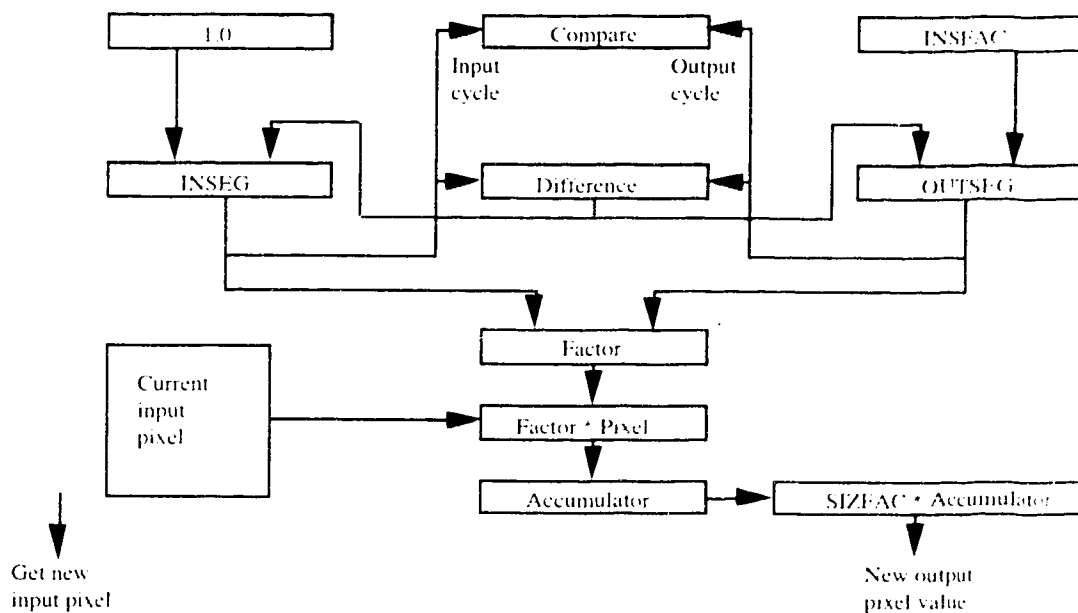 1.0
Compare
INSFAC
Input
cycle
Output
cycle
INSEG
Difference
OUTSEG
Factor
Current
input
pixel
Factor * Pixel
Accumulator
SIZFAC * Accumulator
Get new
input pixel
New output
pixel value